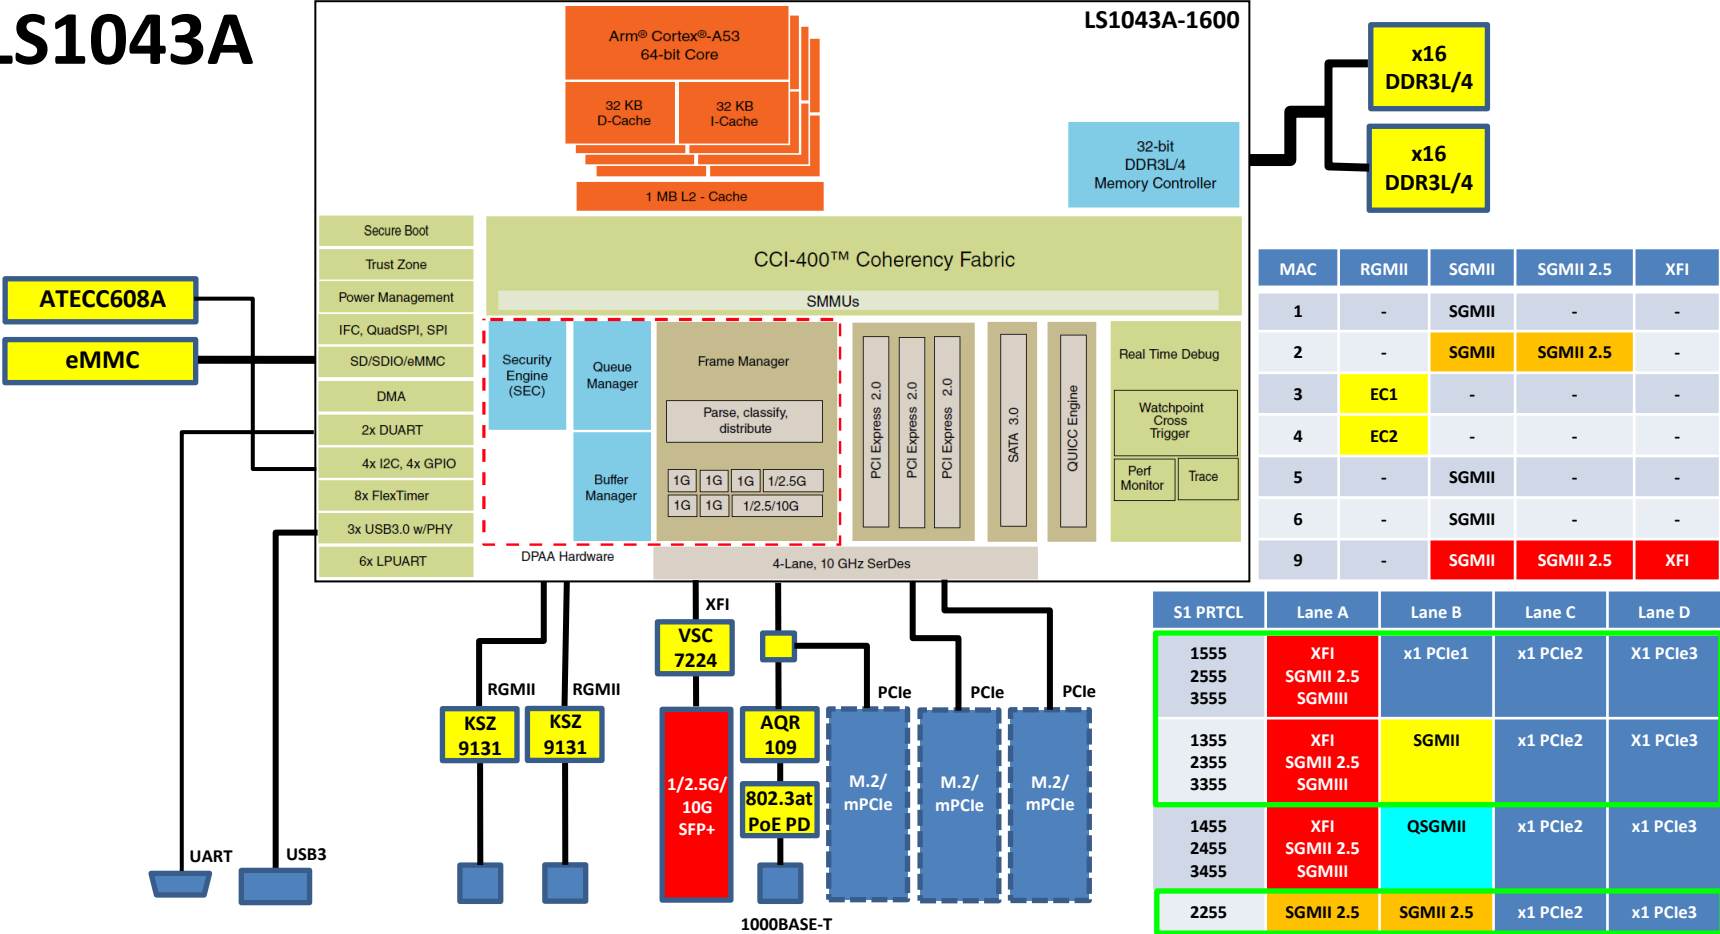 LS1043A
LS1043A-1600
Arm® Cortex®-A53
64-bit Core
32 KB
D-Cache
32 KB
I-Cache
1 MB L2 - Cache
32-bit
DDR3L/4
Memory Controller
x16
DDR3L/4
x16
DDR3L/4
Secure Boot
Trust Zone
Power Management
IFC, QuadSPI, SPI
SD/SDIO/eMMC
DMA
2x DUART
4x I2C, 4x GPIO
8x FlexTimer
3x USB3.0 w/PHY
6x LPUART
CCI-400™ Coherency Fabric
SMMUs
ATECC608A
eMMC
Security
Engine
(SEC)
Queue
Manager
Buffer
Manager
Frame Manager
Parse, classify,
distribute
1G 1G 1G 1/2.5G
1G 1G 1/2.5/10G
DPAA Hardware
PCI Express 2.0
PCI Express 2.0
PCI Express 2.0
SATA 3.0
QUICC Engine
Real Time Debug
Watchpoint
Cross
Trigger
Perf
Monitor
Trace
4-Lane, 10 GHz SerDes
MAC RGMII SGMII SGMII 2.5 XFI
1 - SGMII - -
2 - SGMII SGMII 2.5 -
3 EC1 - - -
4 EC2 - - -
5 - SGMII - -
6 - SGMII - -
9 - SGMII SGMII 2.5 XFI
XFI
VSC
7224
RGMII
RGMII
KSZ
9131
KSZ
9131
1/2.5G/
10G
SFP+
AQR
109
802.3at
PoE PD
1000BASE-T
PCIe
PCIe
PCIe
M.2/
mPCIe
M.2/
mPCIe
M.2/
mPCIe
UART
USB3
S1 PRTCL Lane A Lane B Lane C Lane D
1555 XFI x1 PCIe1 x1 PCIe2 X1 PCIe3
2555 SGMII 2.5
3555 SGMIII
1355 XFI SGMII x1 PCIe2 X1 PCIe3
2355 SGMII 2.5
3355 SGMIII
1455 XFI QSGMII x1 PCIe2 x1 PCIe3
2455 SGMII 2.5
3455 SGMIII
2255 SGMII 2.5 SGMII 2.5 x1 PCIe2 x1 PCIe3